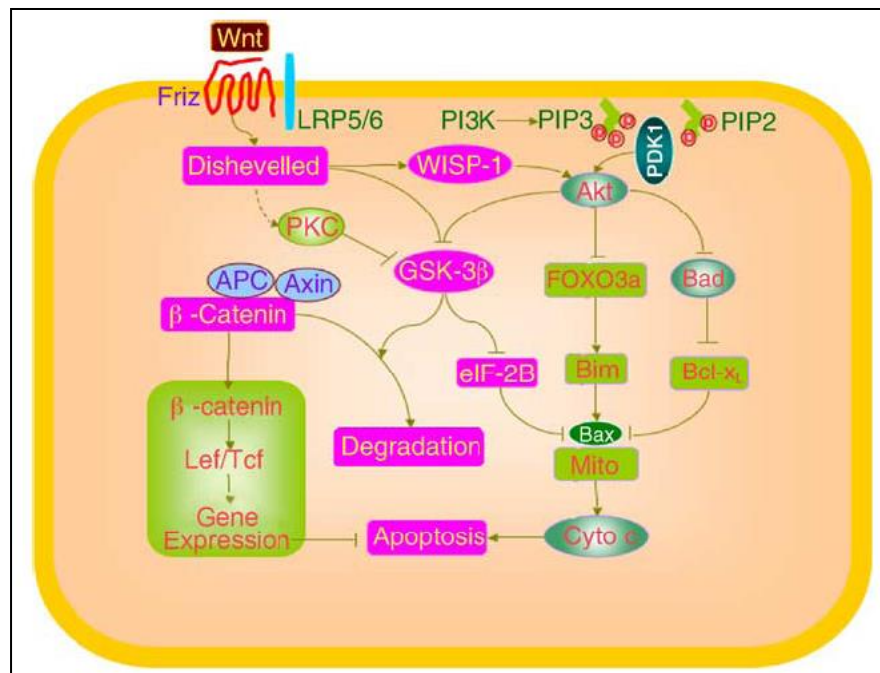 Wnt
Friz
LRP5/6
PI3K
PIP3
p
p
p
PDK1
p
p
PIP2
Dishevelled
WISP-1
Akt
PKC
GSK-3β
FOXO3a
Bad
APC
Axin
β -Catenin
eIF-2B
Bim
Bcl-xL
β -catenin
Degradation
Bax
Mito
Lef/Tcf
Gene
Expression
Apoptosis
Cyto c